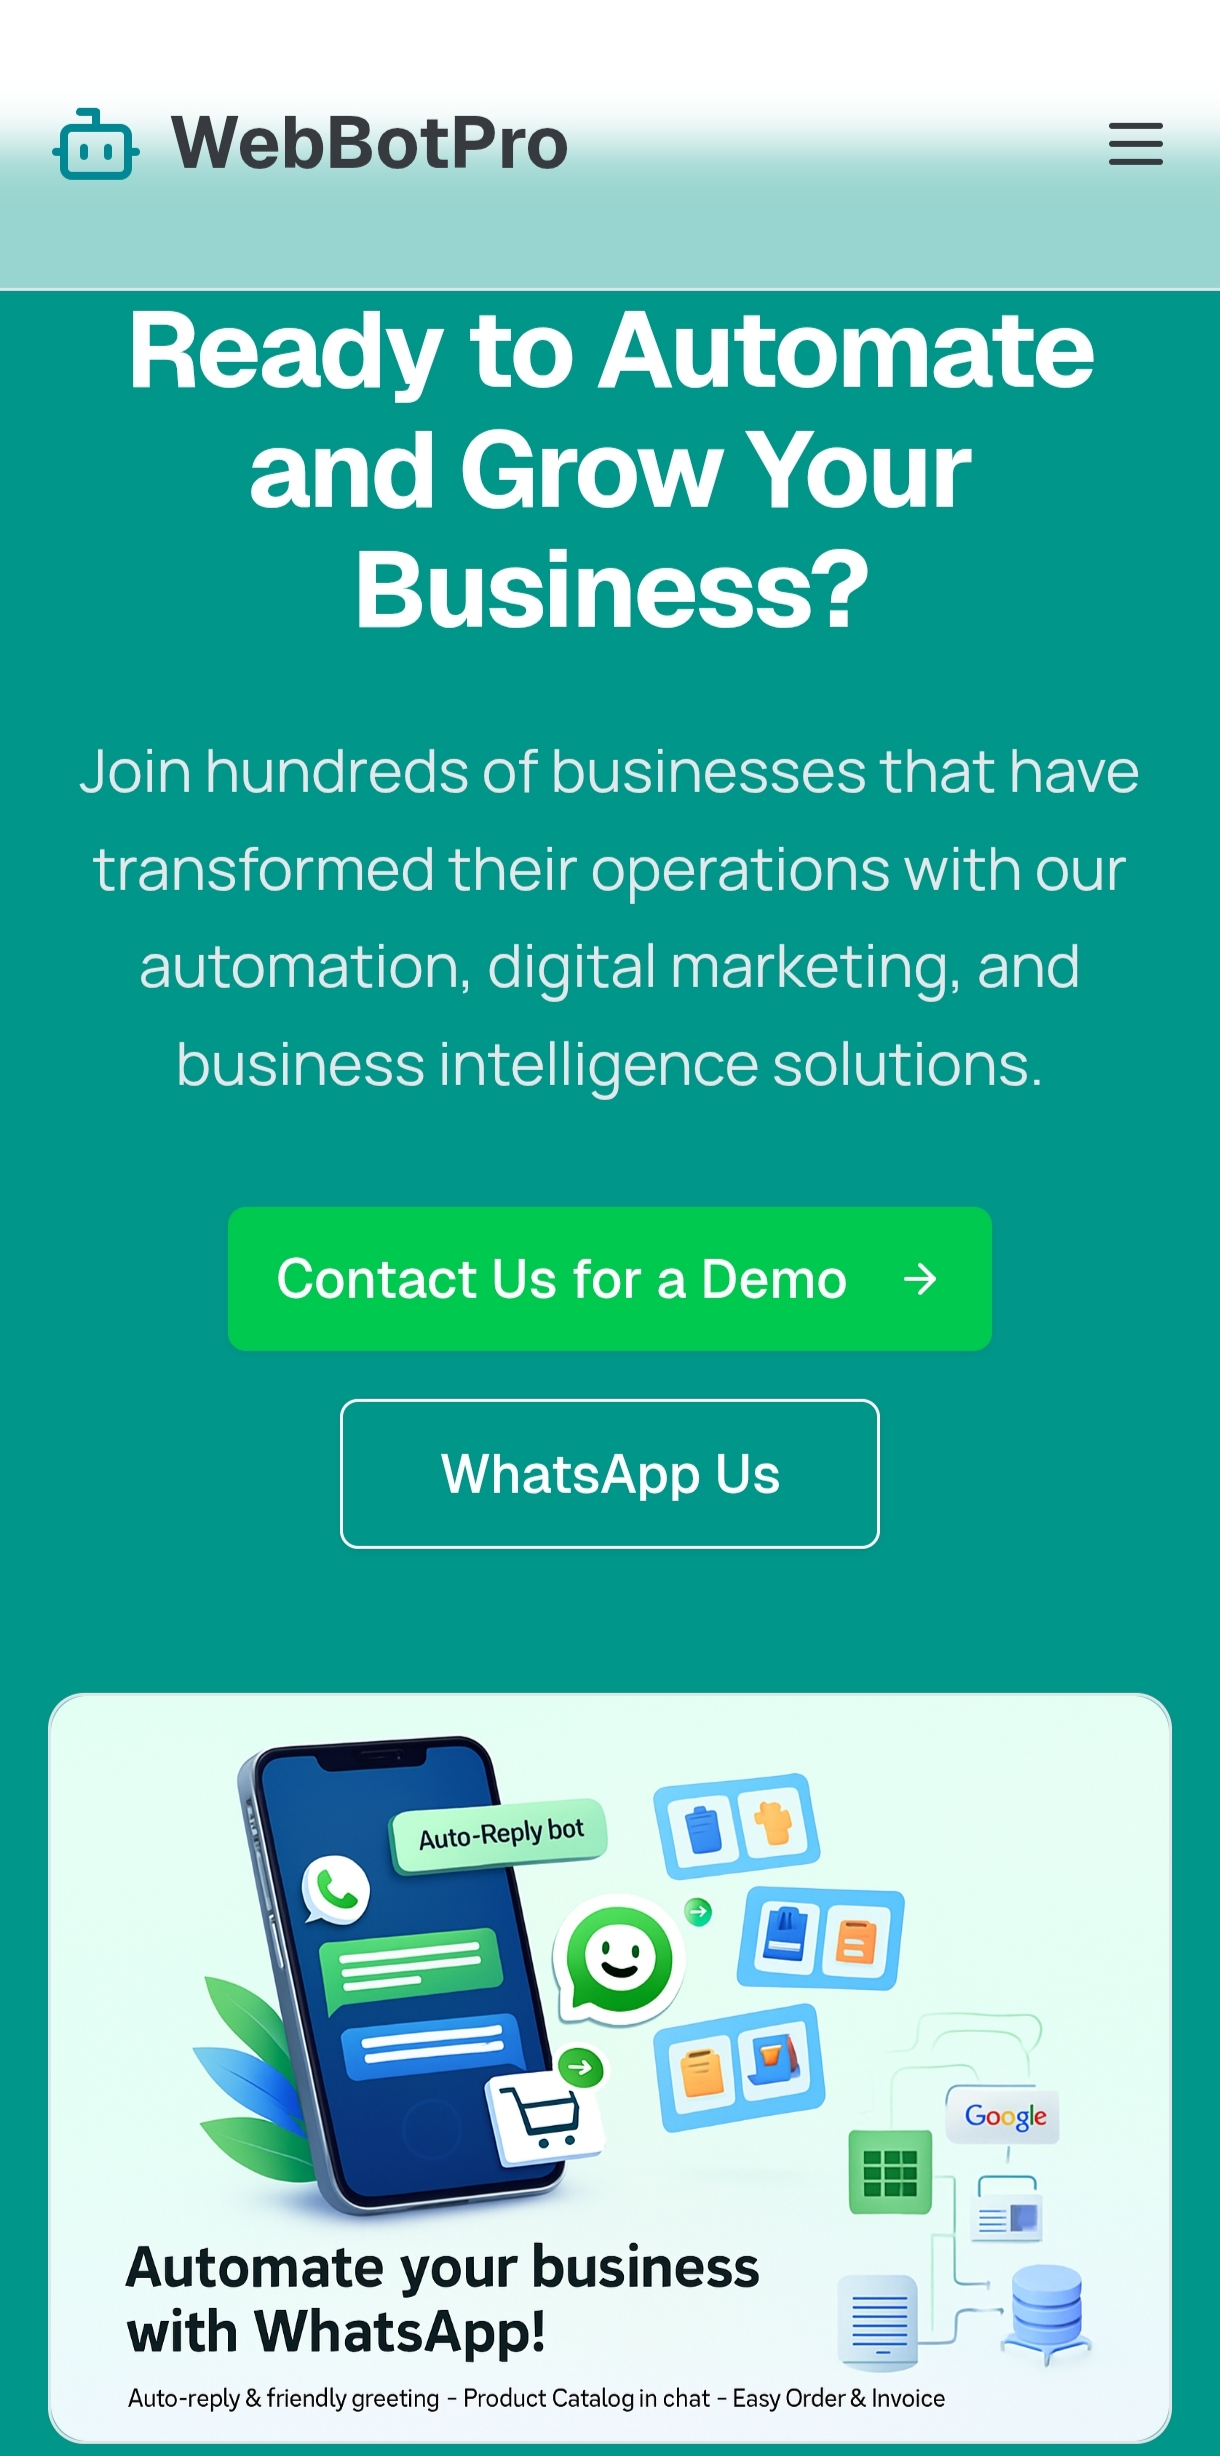 WebBotPro
Ready to Automate
and Grow Your
Business?
Join hundreds of businesses that have
transformed their operations with our
automation, digital marketing, and
business intelligence solutions.
Contact Us for a Demo
WhatsApp Us
Auto-Reply bot
Google
Automate your business
with WhatsApp!
Auto-reply & friendly greeting - Product Catalog in chat - Easy Order & Invoice